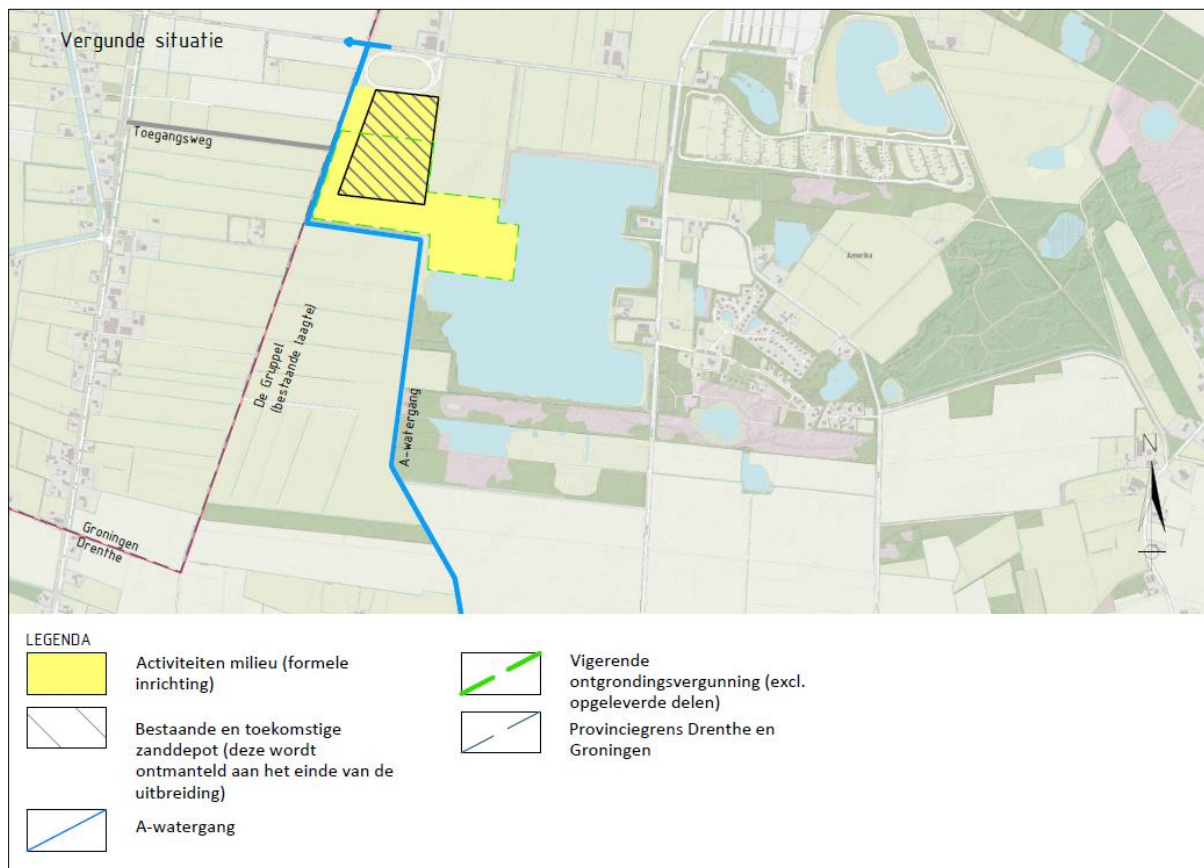 Vergunde situatie
Toegangsweg
Amerika
De Gruppel
(bestaande laagte)
A-watergang
N
Groningen
Drenthe
LEGENDA
Activiteiten milieu (formele
inrichting)
Bestaande en toekomstige
zanddepot (deze wordt
ontmanteld aan het einde van de
uitbreiding)
A-watergang
Vigerende
ontgrondingsvergunning (excl.
opgeleverde delen)
Provinciegrens Drenthe en
Groningen